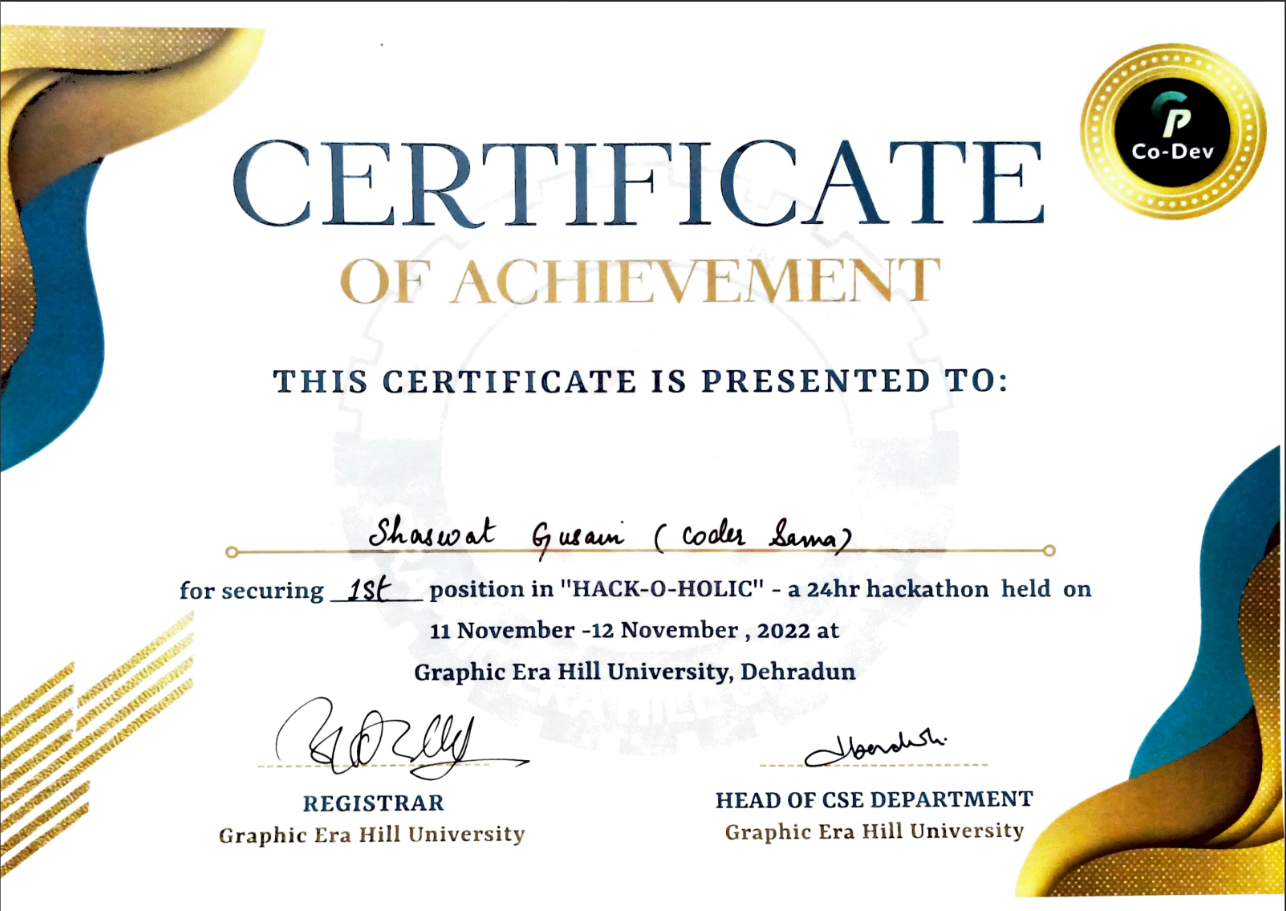 Co-Dev
CERTIFICATE
OF ACHIEVEMENT
THIS CERTIFICATE IS PRESENTED TO:
Shaswat Gusain (Coder Sama)
for securing 1st position in "HACK-O-HOLIC" - a 24hr hackathon held on
11 November -12 November , 2022 at
Graphic Era Hill University, Dehradun
REGISTRAR
Graphic Era Hill University
HEAD OF CSE DEPARTMENT
Graphic Era Hill University